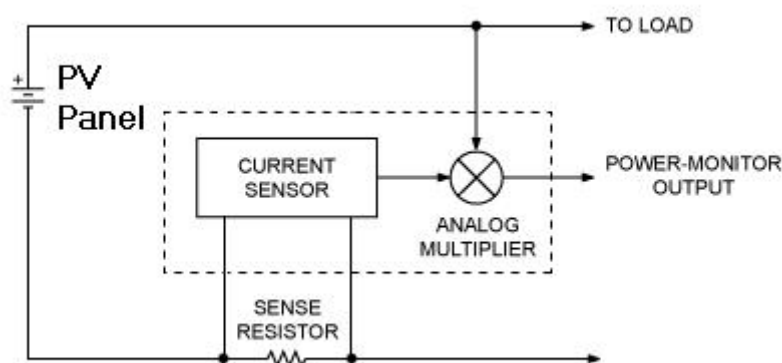 TO LOAD
+
PV
Panel
CURRENT
SENSOR
POWER-MONITOR
OUTPUT
ANALOG
MULTIPLIER
SENSE
RESISTOR